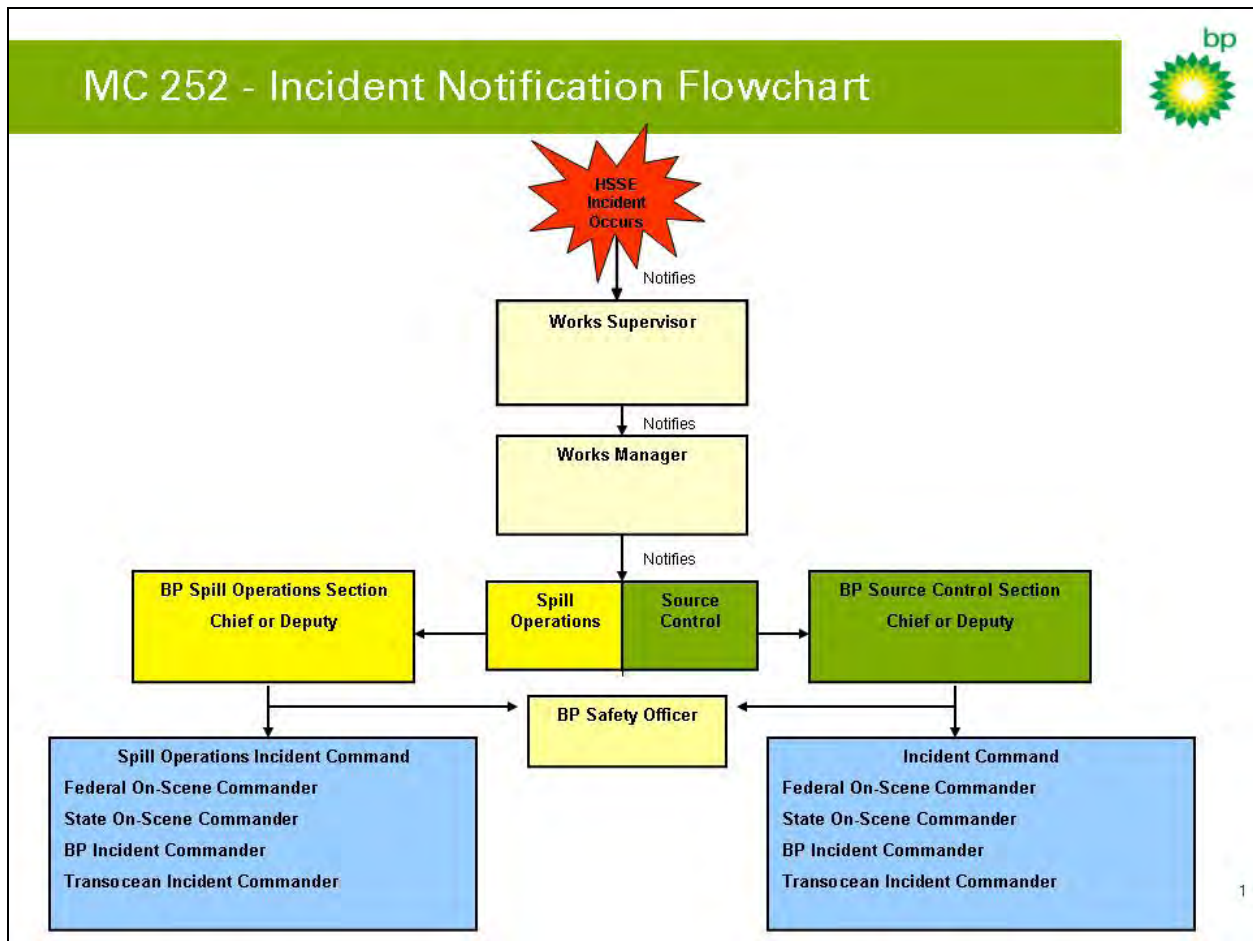 bp
MC 252 - Incident Notification Flowchart
HSSE
Incident
Occurs
Notifies
Works Supervisor
Notifies
Works Manager
Notifies
BP Spill Operations Section
Chief or Deputy
Spill
Operations
Source
Control
BP Source Control Section
Chief or Deputy
BP Safety Officer
Spill Operations Incident Command
Federal On-Scene Commander
State On-Scene Commander
BP Incident Commander
Transocean Incident Commander
Incident Command
Federal On-Scene Commander
State On-Scene Commander
BP Incident Commander
Transocean Incident Commander
1